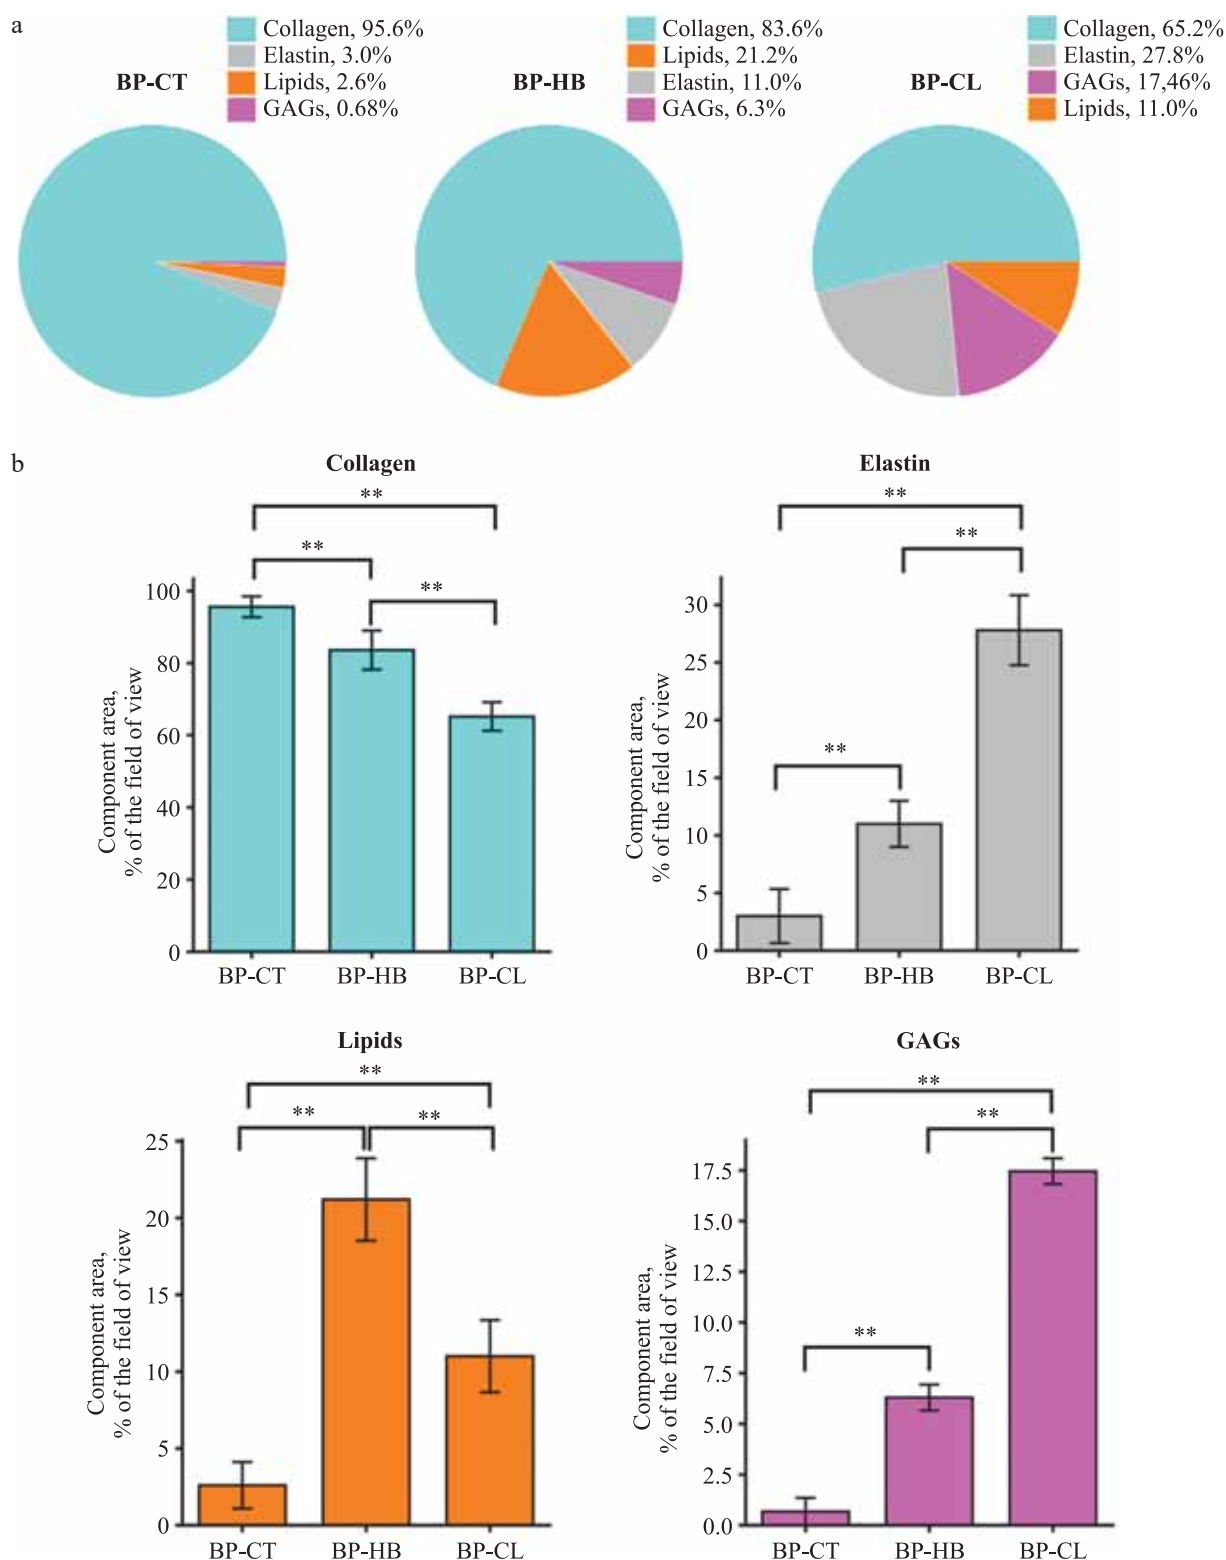 a
BP-CT
Collagen, 95.6%
Elastin, 3.0%
Lipids, 2.6%
GAGs, 0.68%
BP-HB
Collagen, 83.6%
Lipids, 21.2%
Elastin, 11.0%
GAGs, 6.3%
BP-CL
Collagen, 65.2%
Elastin, 27.8%
GAGs, 17,46%
Lipids, 11.0%
b
Collagen
**
**
**
Component area,
% of the field of view
100
80
60
40
20
0
BP-CT BP-HB BP-CL
Elastin
**
**
**
Component area,
% of the field of view
30
25
20
15
10
5
0
BP-CT BP-HB BP-CL
Lipids
**
** **
Component area,
% of the field of view
25
20
15
10
5
0
BP-CT BP-HB BP-CL
GAGs
**
**
**
Component area,
% of the field of view
17.5
15.0
12.5
10.0
7.5
5.0
2.5
0.0
BP-CT BP-HB BP-CL